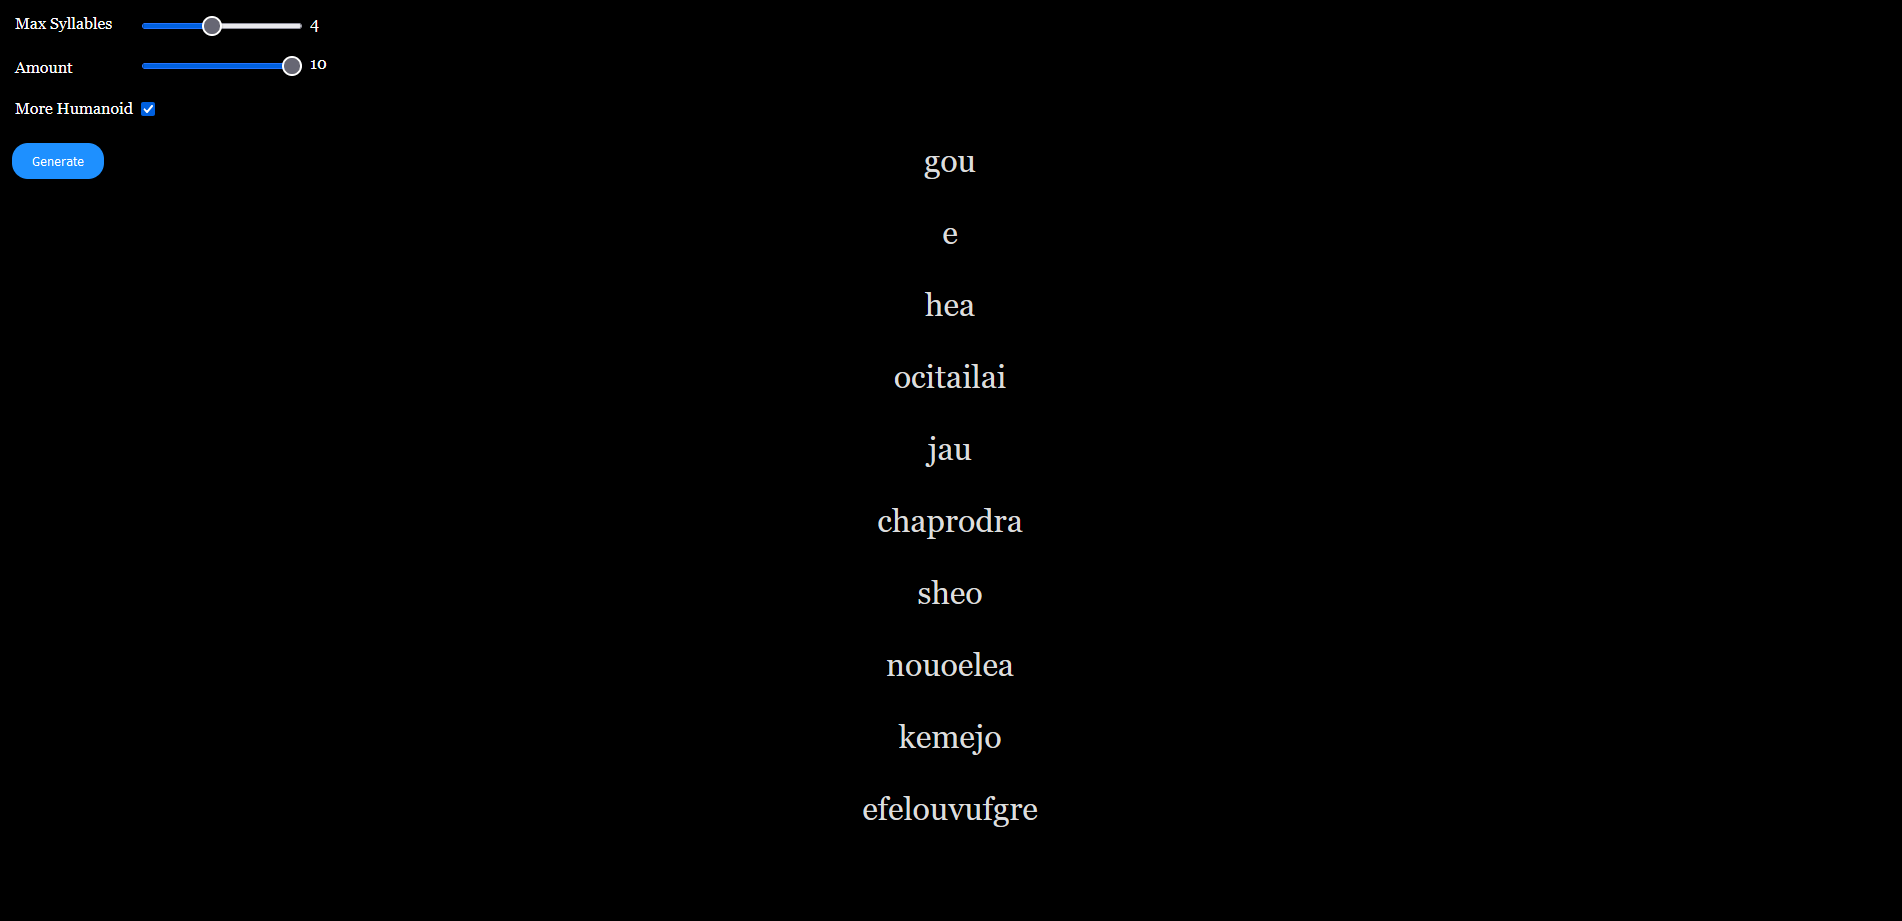 Max Syllables 4
Amount 10
More Humanoid
Generate
gou
e
hea
ocitailai
jau
chaprodra
sheo
nouoelea
kemejo
efelouvufgre